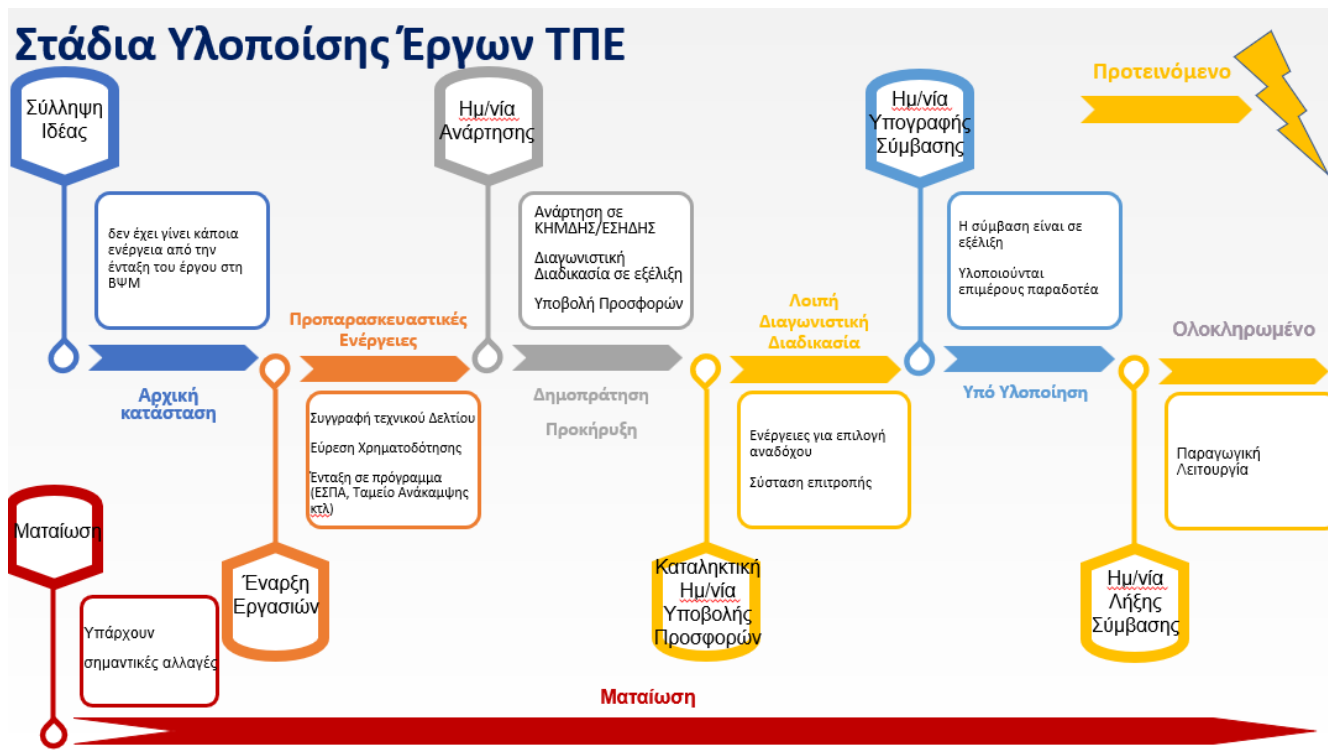 Στάδια Υλοποίσης Έργων ΤΠΕ
Προτεινόμενο
Σύλληψη
Ιδέας
Ημ/νία
Ανάρτησης
Ημ/νία
Υπογραφής
Σύμβασης
δεν έχει γίνει κάποια
ενέργεια από την
ένταξη του έργου στη
ΒΨΜ
Ανάρτηση σε
ΚΗΜΔΗΣ/ΕΣΗΔΗΣ
Διαγωνιστική
Διαδικασία σε εξέλιξη
Υποβολή Προσφορών
Η σύμβαση είναι σε
εξέλιξη
Υλοποιούνται
επιμέρους παραδοτέα
Αρχική
κατάσταση
Προπαρασκευαστικές
Ενέργειες
Δημοπράτηση
Προκήρυξη
Λοιπή
Διαγωνιστική
Διαδικασία
Υπό Υλοποίηση
Ολοκληρωμένο
Συγγραφή τεχνικού Δελτίου
Εύρεση Χρηματοδότησης
Ένταξη σε πρόγραμμα
(ΕΣΠΑ, Ταμείο Ανάκαμψης
κτλ)
Ενέργειες για επιλογή
αναδόχου
Σύσταση επιτροπής
Παραγωγική
Λειτουργία
Ματαίωση
Έναρξη
Εργασιών
Καταληκτική
Ημ/νία
Υποβολής
Προσφορών
Ημ/νία
Λήξης
Σύμβασης
Υπάρχουν
σημαντικές αλλαγές
Ματαίωση